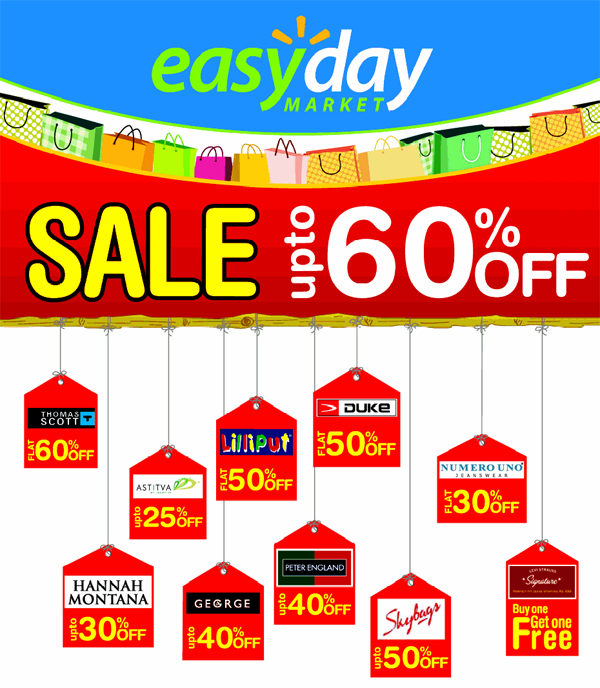 easyday
MARKET
SALE upto 60% OFF
THOMAS
SCOTT T
FLAT 60% OFF
ASTITVA
upto 25% OFF
Lilliput
FLAT 50% OFF
DUKE
FLAT 50% OFF
NUMERO UNO
JEANSWEAR
FLAT 30% OFF
HANNAH
MONTANA
upto 30% OFF
GEORGE
upto 40% OFF
PETER ENGLAND
upto 40% OFF
Skybags
upto 50% OFF
LEVI STRAUSS
"Signature"
Buy one
Get one
Free